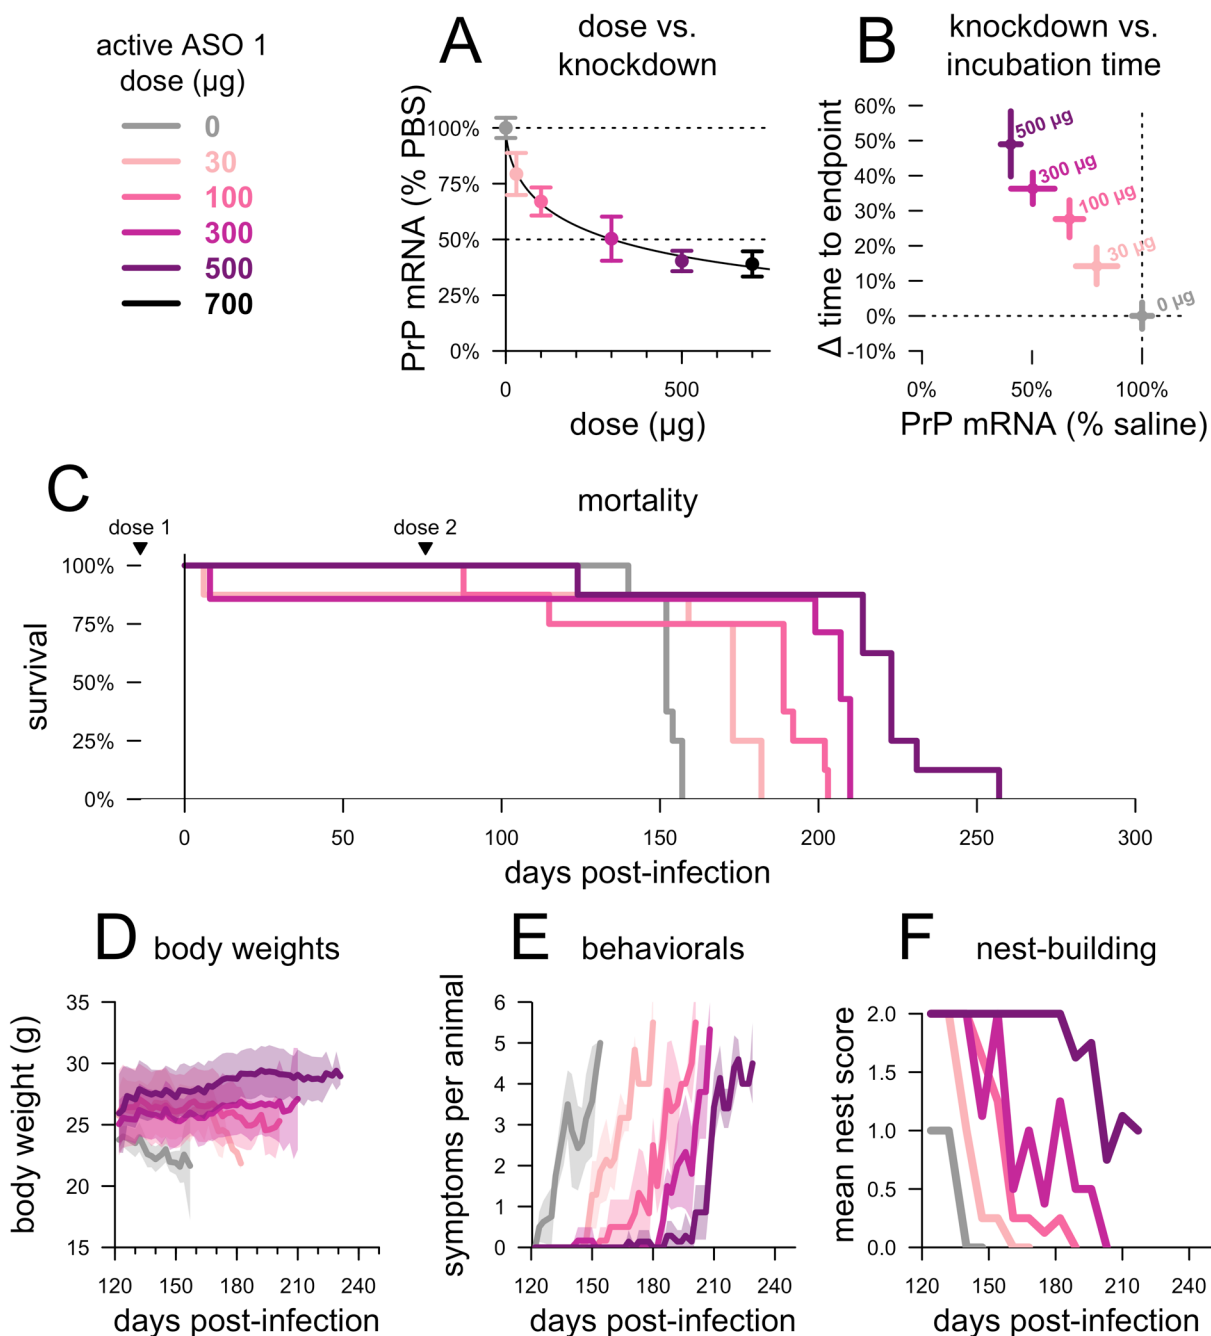 active ASO 1
dose (µg)
0
30
100
300
500
700
A
dose vs.
knockdown
PrP mRNA (% PBS)
100%
75%
50%
25%
0%
0
500
dose (µg)
B
knockdown vs.
incubation time
Δ time to endpoint
60%
50%
40%
30%
20%
10%
0%
-10%
500 µg
300 µg
100 µg
30 µg
0 µg
0%
50%
100%
PrP mRNA (% saline)
C
mortality
dose 1
dose 2
survival
100%
75%
50%
25%
0%
0
50
100
150
200
250
300
days post-infection
D
body weights
body weight (g)
35
30
25
20
15
120
150
180
210
240
days post-infection
E
behaviorals
symptoms per animal
6
5
4
3
2
1
0
120
150
180
210
240
days post-infection
F
nest-building
mean nest score
2.0
1.5
1.0
0.5
0.0
120
150
180
210
240
days post-infection